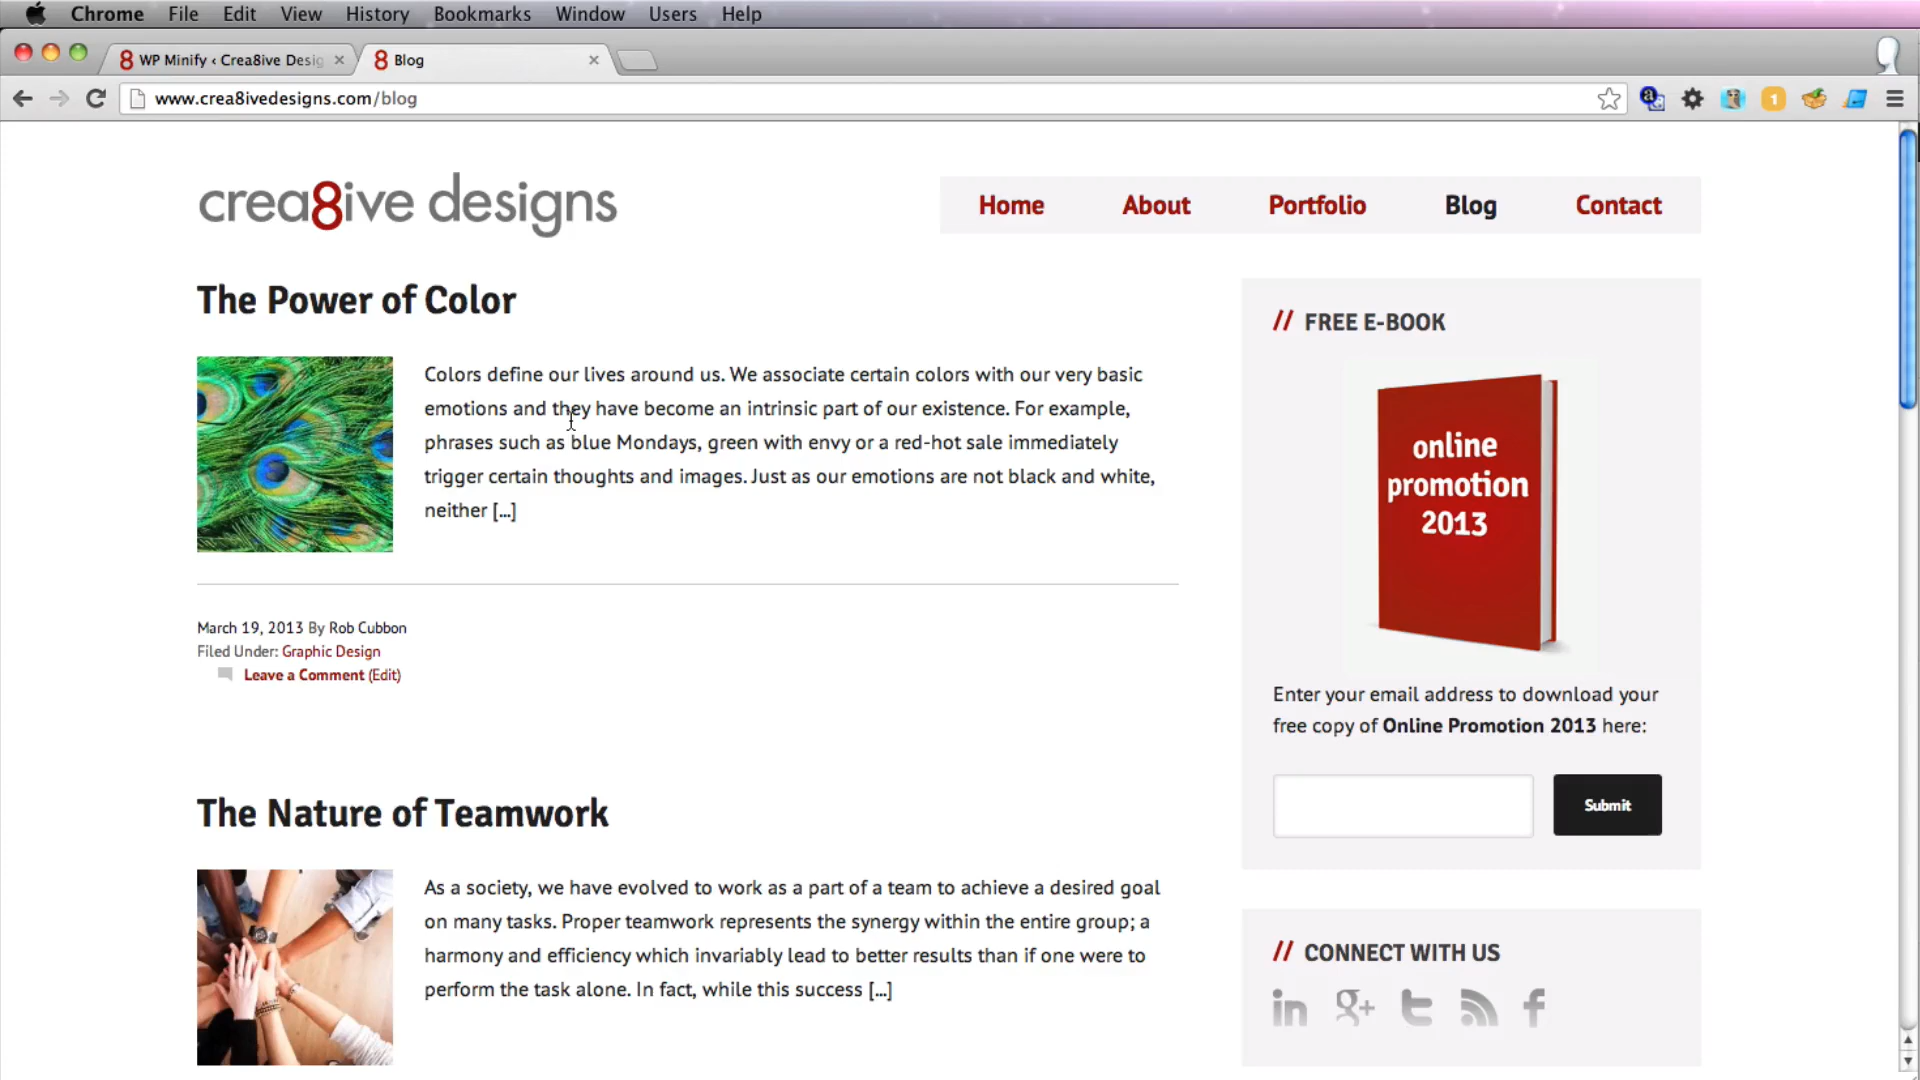 Chrome File Edit View History Bookmarks Window Users Help
8 WP Minify ‹ Crea8ive Desig
8 Blog
www.crea8ivedesigns.com/blog
1
crea8ive designs
Home About Portfolio Blog Contact
The Power of Color
Colors define our lives around us. We associate certain colors with our very basic
emotions and they have become an intrinsic part of our existence. For example,
phrases such as blue Mondays, green with envy or a red-hot sale immediately
trigger certain thoughts and images. Just as our emotions are not black and white,
neither [...]
March 19, 2013 By Rob Cubbon
Filed Under: Graphic Design
Leave a Comment (Edit)
The Nature of Teamwork
As a society, we have evolved to work as a part of a team to achieve a desired goal
on many tasks. Proper teamwork represents the synergy within the entire group; a
harmony and efficiency which invariably lead to better results than if one were to
perform the task alone. In fact, while this success [...]
// FREE E-BOOK
online
promotion
2013
Enter your email address to download your
free copy of Online Promotion 2013 here:
Submit
// CONNECT WITH US
in g+ t f